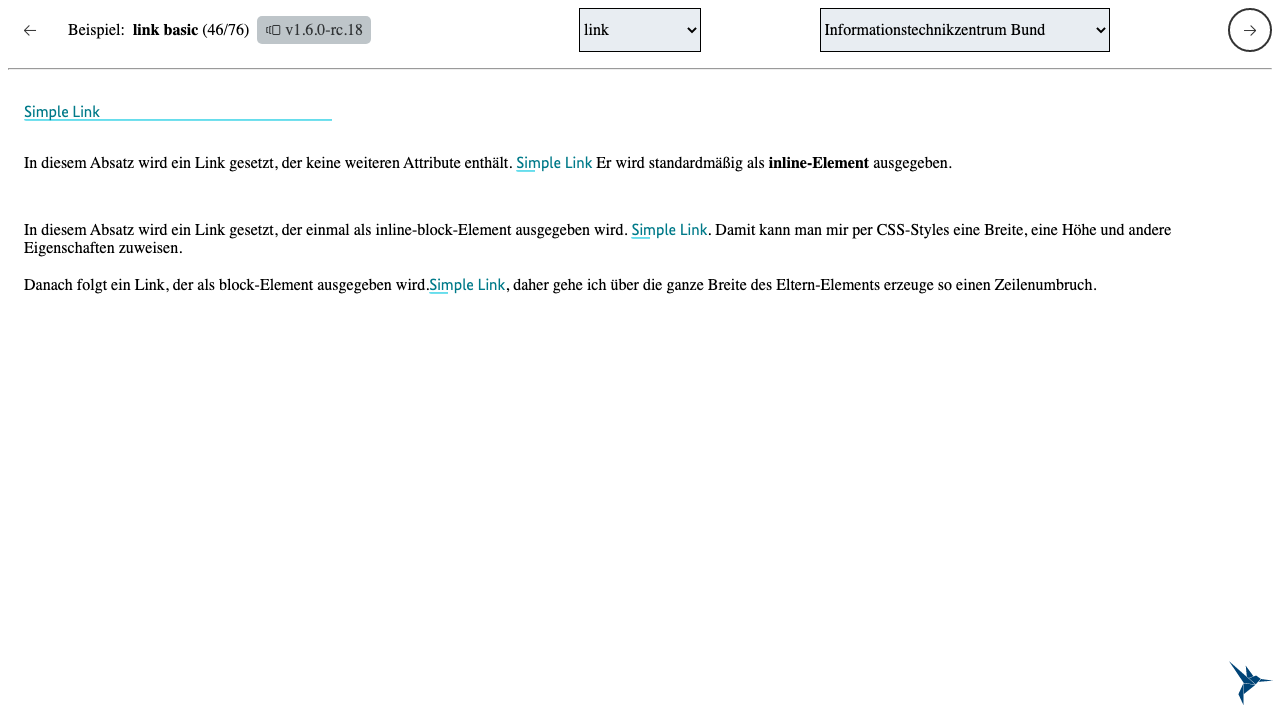 ← Beispiel: link basic (46/76) v1.6.0-rc.18 link Informationstechnikzentrum Bund →
Simple Link
In diesem Absatz wird ein Link gesetzt, der keine weiteren Attribute enthält. Simple Link Er wird standardmäßig als inline-Element ausgegeben.
In diesem Absatz wird ein Link gesetzt, der einmal als inline-block-Element ausgegeben wird. Simple Link. Damit kann man mir per CSS-Styles eine Breite, eine Höhe und andere
Eigenschaften zuweisen.
Danach folgt ein Link, der als block-Element ausgegeben wird.Simple Link, daher gehe ich über die ganze Breite des Eltern-Elements erzeuge so einen Zeilenumbruch.